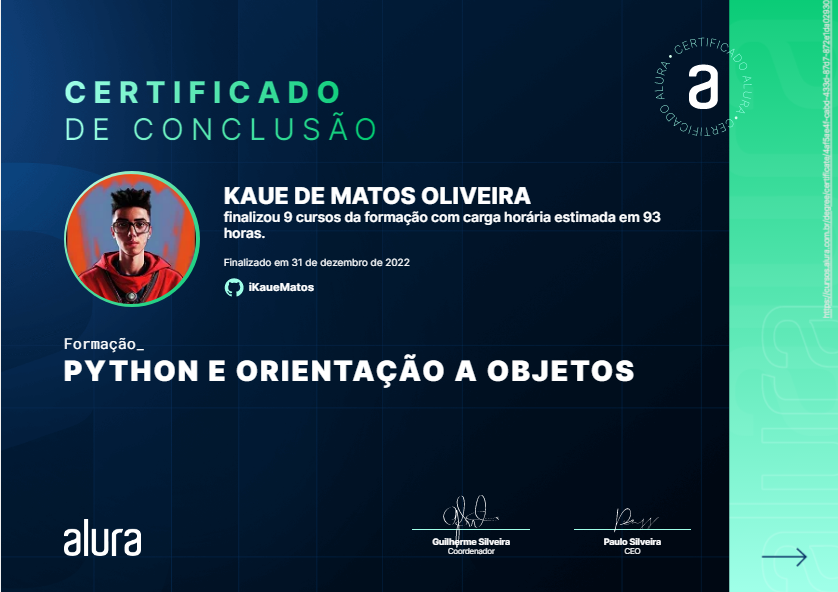 CERTIFICADO
DE CONCLUSÃO
a
CERTIFICADO ALURA • CERTIFICADO ALURA •
KAUE DE MATOS OLIVEIRA
finalizou 9 cursos da formação com carga horária estimada em 93
horas.
Finalizado em 31 de dezembro de 2022
iKaueMatos
Formação_
PYTHON E ORIENTAÇÃO A OBJETOS
alura
Guilherme Silveira
Coordenador
Paulo Silveira
CEO
alura